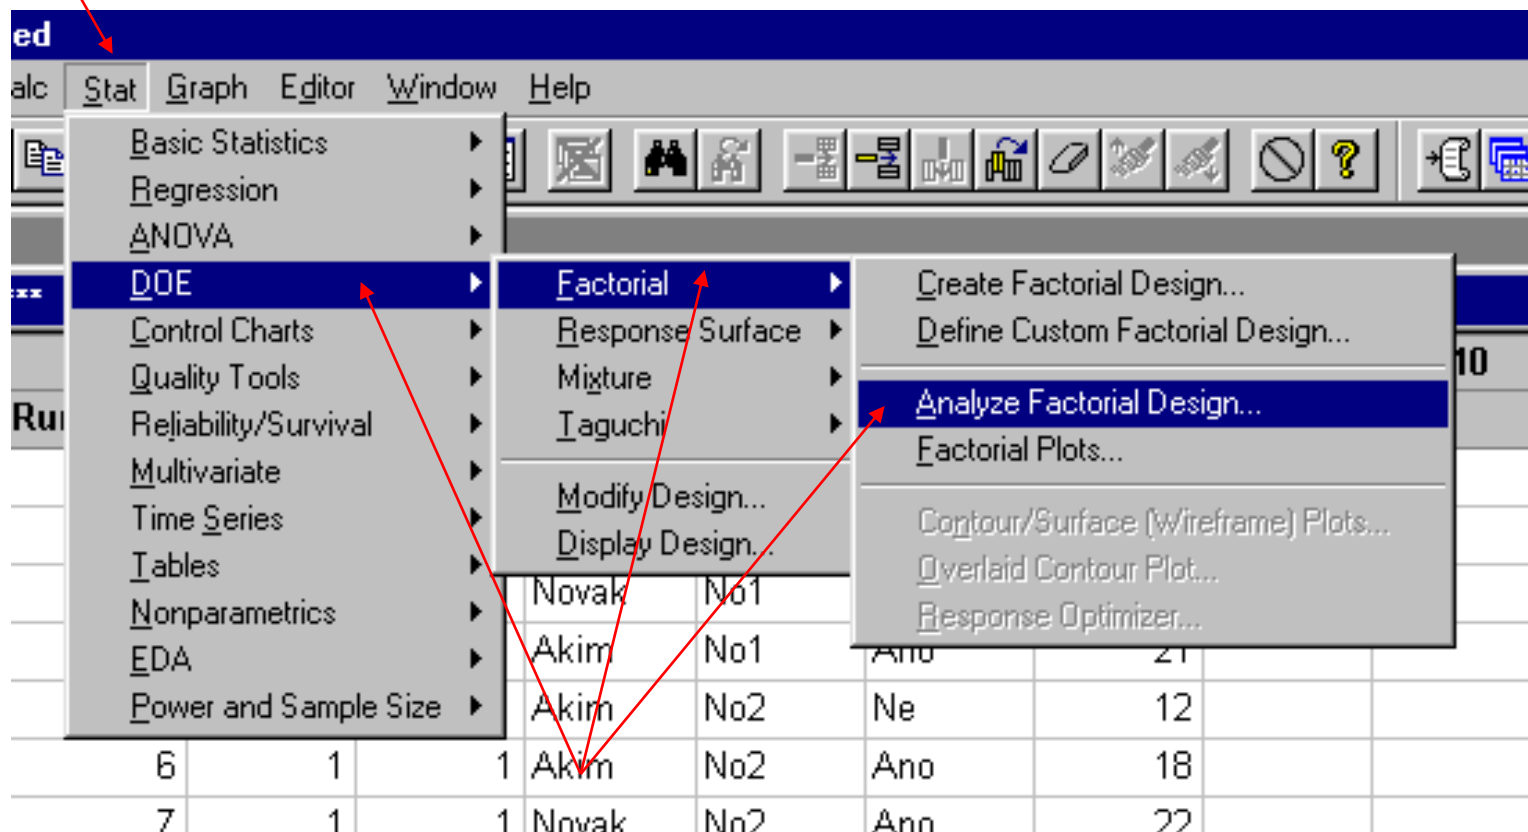 ed
alc Stat Graph Editor Window Help
Basic Statistics
Regression
ANOVA
DOE
Control Charts
Quality Tools
Reliability/Survival
Multivariate
Time Series
Tables
Nonparametrics
EDA
Power and Sample Size
Factorial
Response Surface
Mixture
Taguchi
Modify Design...
Display Design...
Create Factorial Design...
Define Custom Factorial Design...
Analyze Factorial Design...
Factorial Plots...
Contour/Surface (Wireframe) Plots...
Overlaid Contour Plot...
Response Optimizer...
***
10
Ru
Novak No1
Akim No1 Ano 21
Akim No2 Ne 12
6 1 1 Akim No2 Ano 18
7 1 1 Novak No2 Ano 22